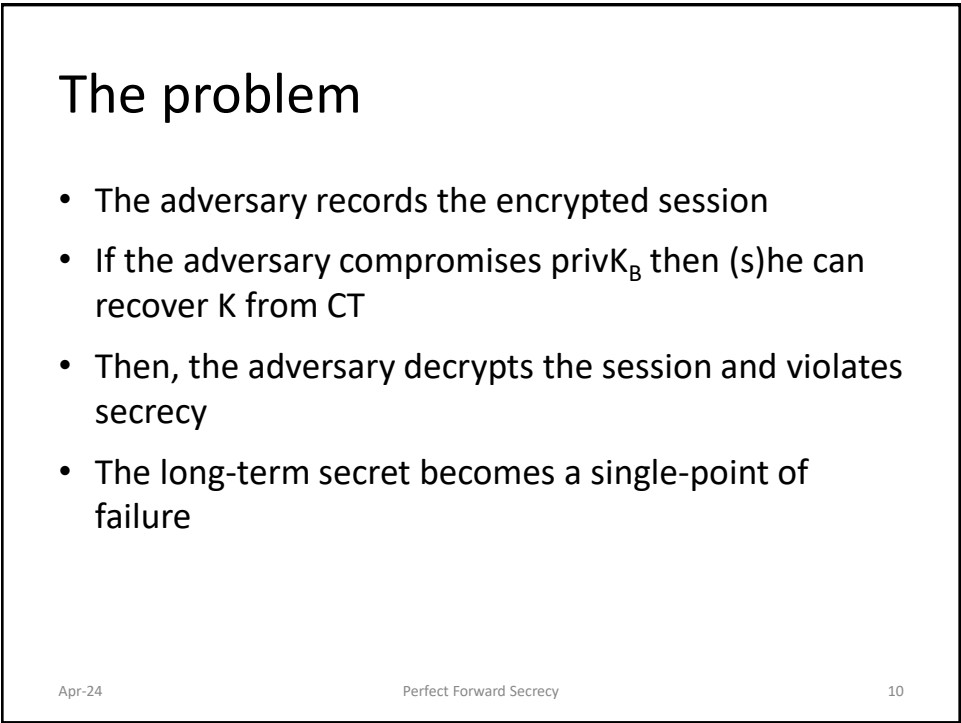 The problem
• The adversary records the encrypted session
• If the adversary compromises privK_B then (s)he can
recover K from CT
• Then, the adversary decrypts the session and violates
secrecy
• The long-term secret becomes a single-point of
failure
Apr-24 Perfect Forward Secrecy 10